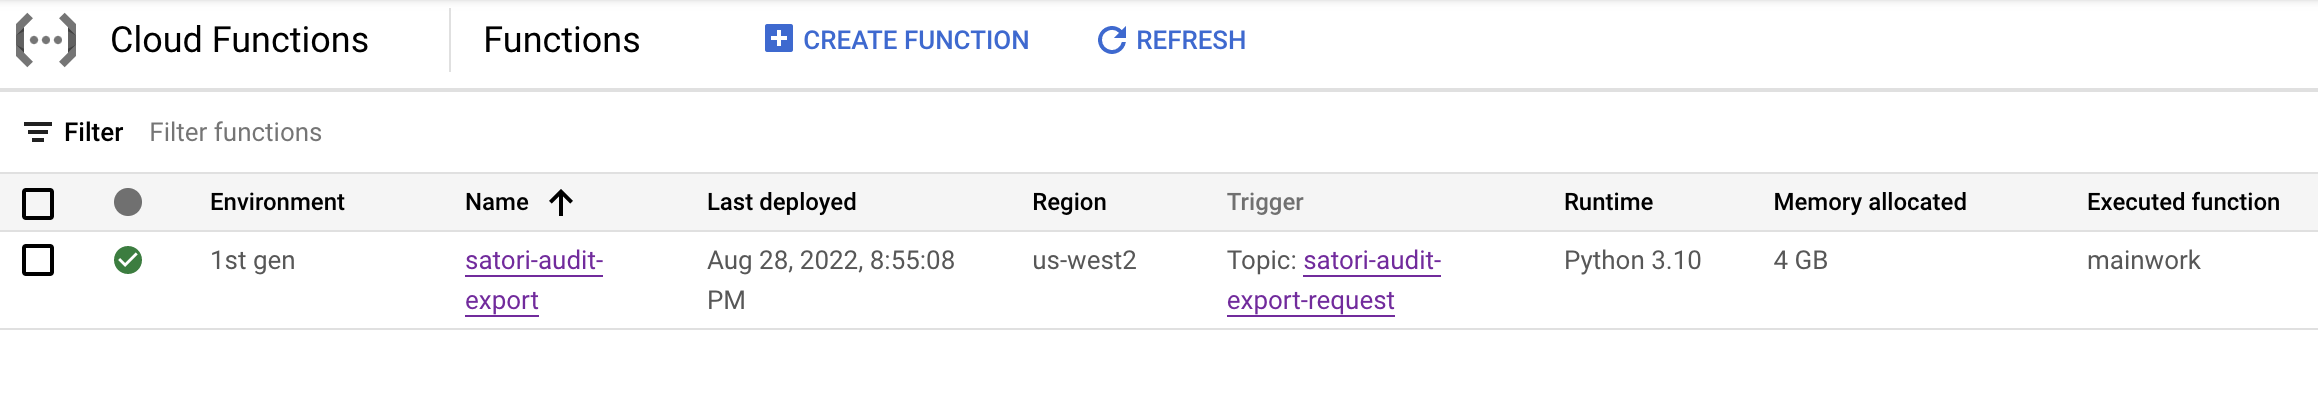 Cloud Functions Functions CREATE FUNCTION REFRESH
Filter Filter functions
Environment Name Last deployed Region Trigger Runtime Memory allocated Executed function
1st gen satori-audit- Aug 28, 2022, 8:55:08 us-west2 Topic: satori-audit- Python 3.10 4 GB mainwork
export PM export-request